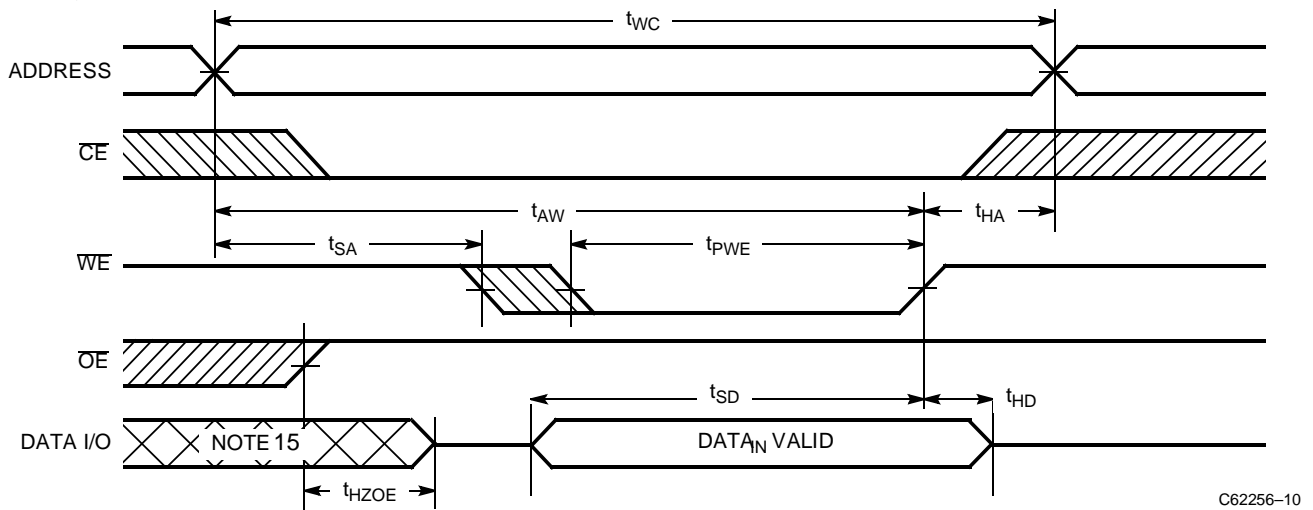 tWC
ADDRESS
CE
tAW
tHA
tSA
tPWE
WE
OE
tSD
tHD
DATA I/O
NOTE 15
DATAIN VALID
tHZOE
C62256–10